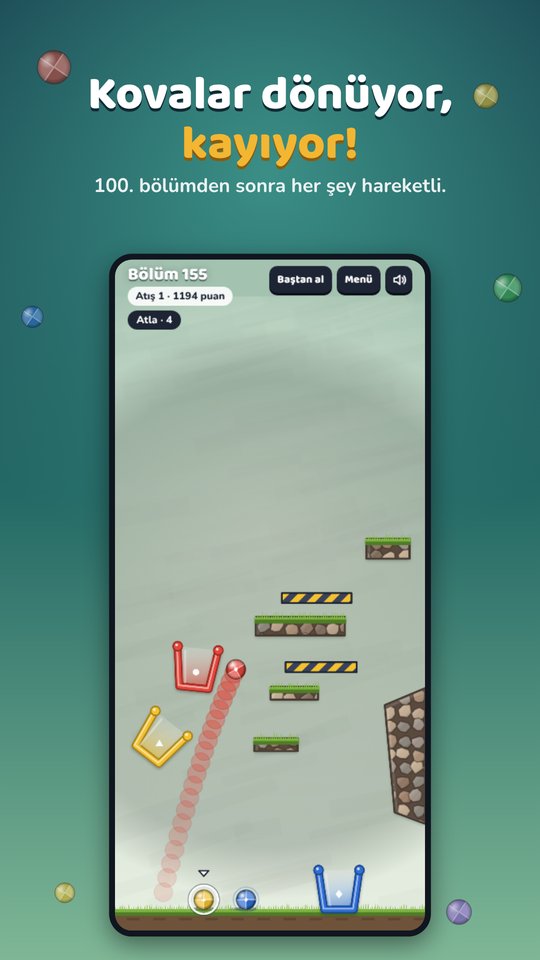 Kovalar dönüyor,
kayıyor!
100. bölümden sonra her şey hareketli.
Bölüm 155
Baştan al
Menü
Atış 1 · 1194 puan
Atla · 4